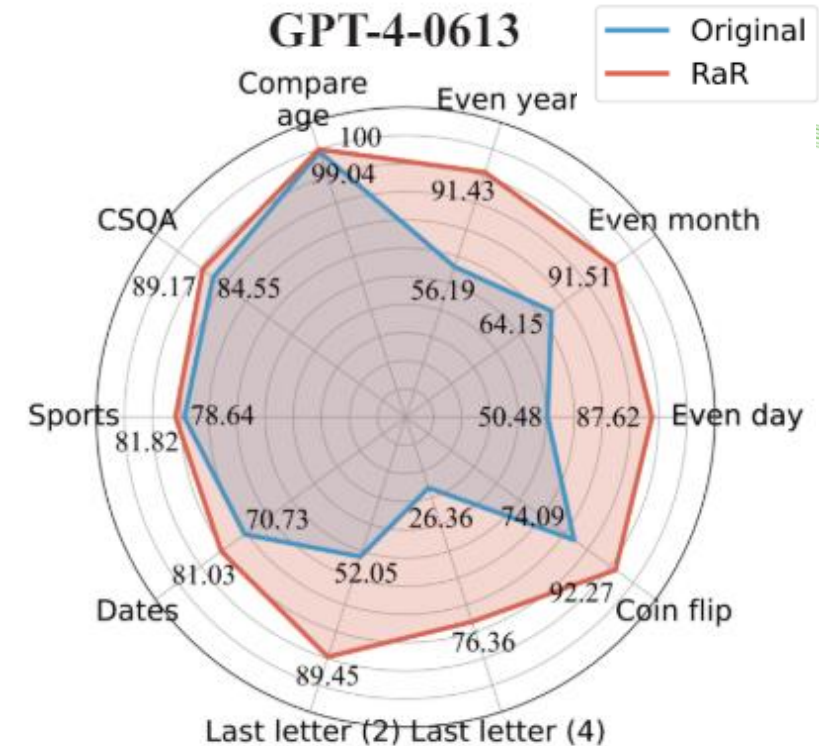 GPT-4-0613
Original
RaR
Compare
age
Even year
100
99.04
91.43
CSQA
Even month
89.17
84.55
56.19
91.51
64.15
Sports
78.64
50.48
87.62
Even day
81.82
70.73
26.36
74.09
81.03
52.05
92.27
Dates
Coin flip
76.36
89.45
Last letter (2)
Last letter (4)